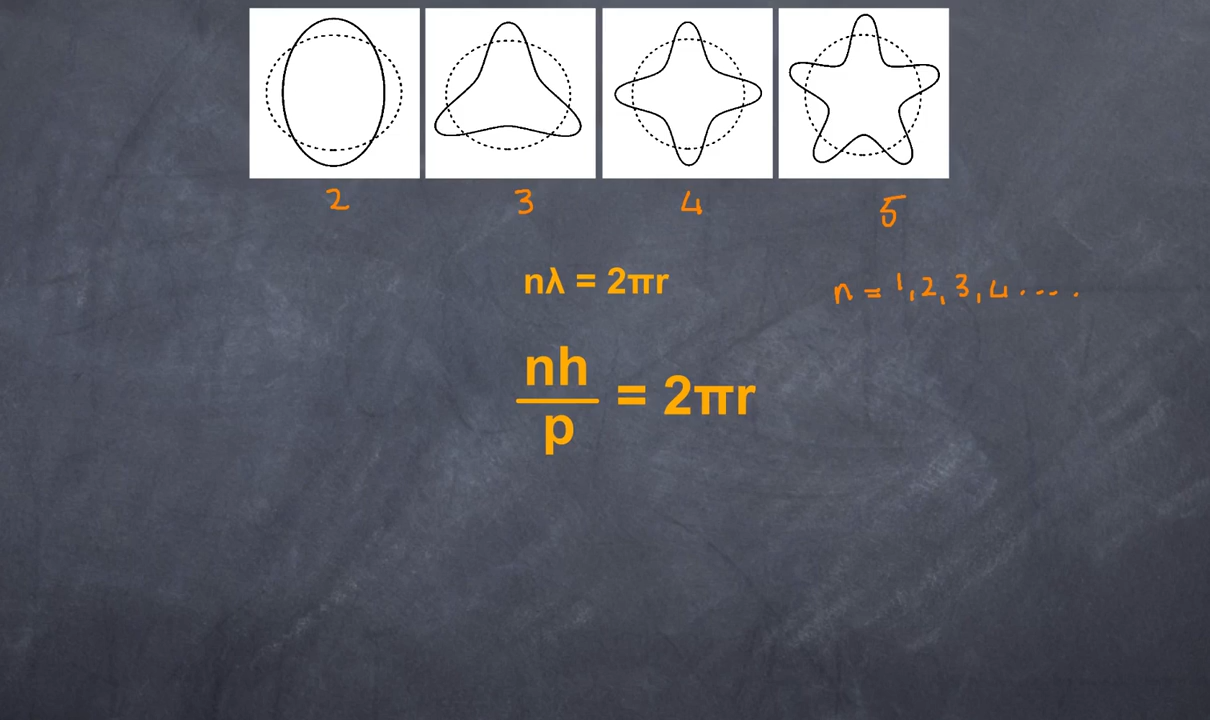 2 3 4 5
nλ = 2πr
n = 1, 2, 3, 4 .....
nh
p
= 2πr